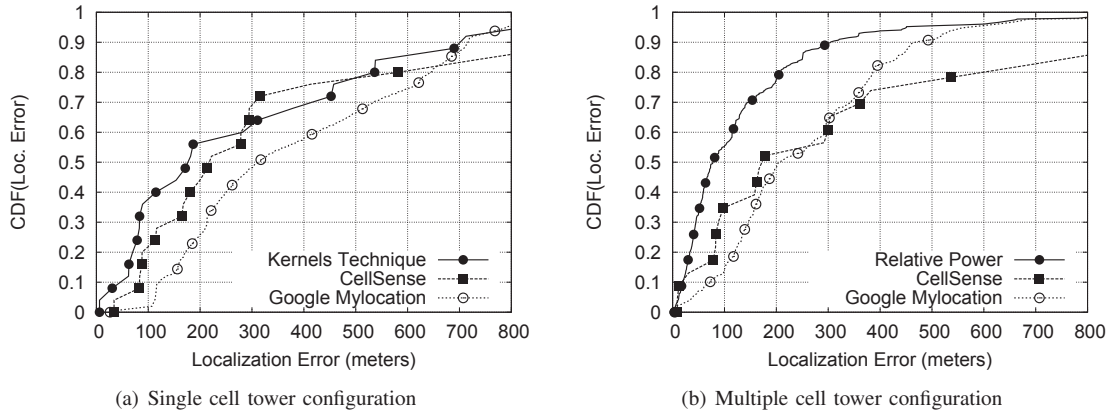 1
0.9
0.8
0.7
0.6
0.5
0.4
0.3
0.2
0.1
0
CDF(Loc. Error)
Kernels Technique
CellSense
Google Mylocation
0 100 200 300 400 500 600 700 800
Localization Error (meters)
(a) Single cell tower configuration
1
0.9
0.8
0.7
0.6
0.5
0.4
0.3
0.2
0.1
0
CDF(Loc. Error)
Relative Power
CellSense
Google Mylocation
0 100 200 300 400 500 600 700 800
Localization Error (meters)
(b) Multiple cell tower configuration